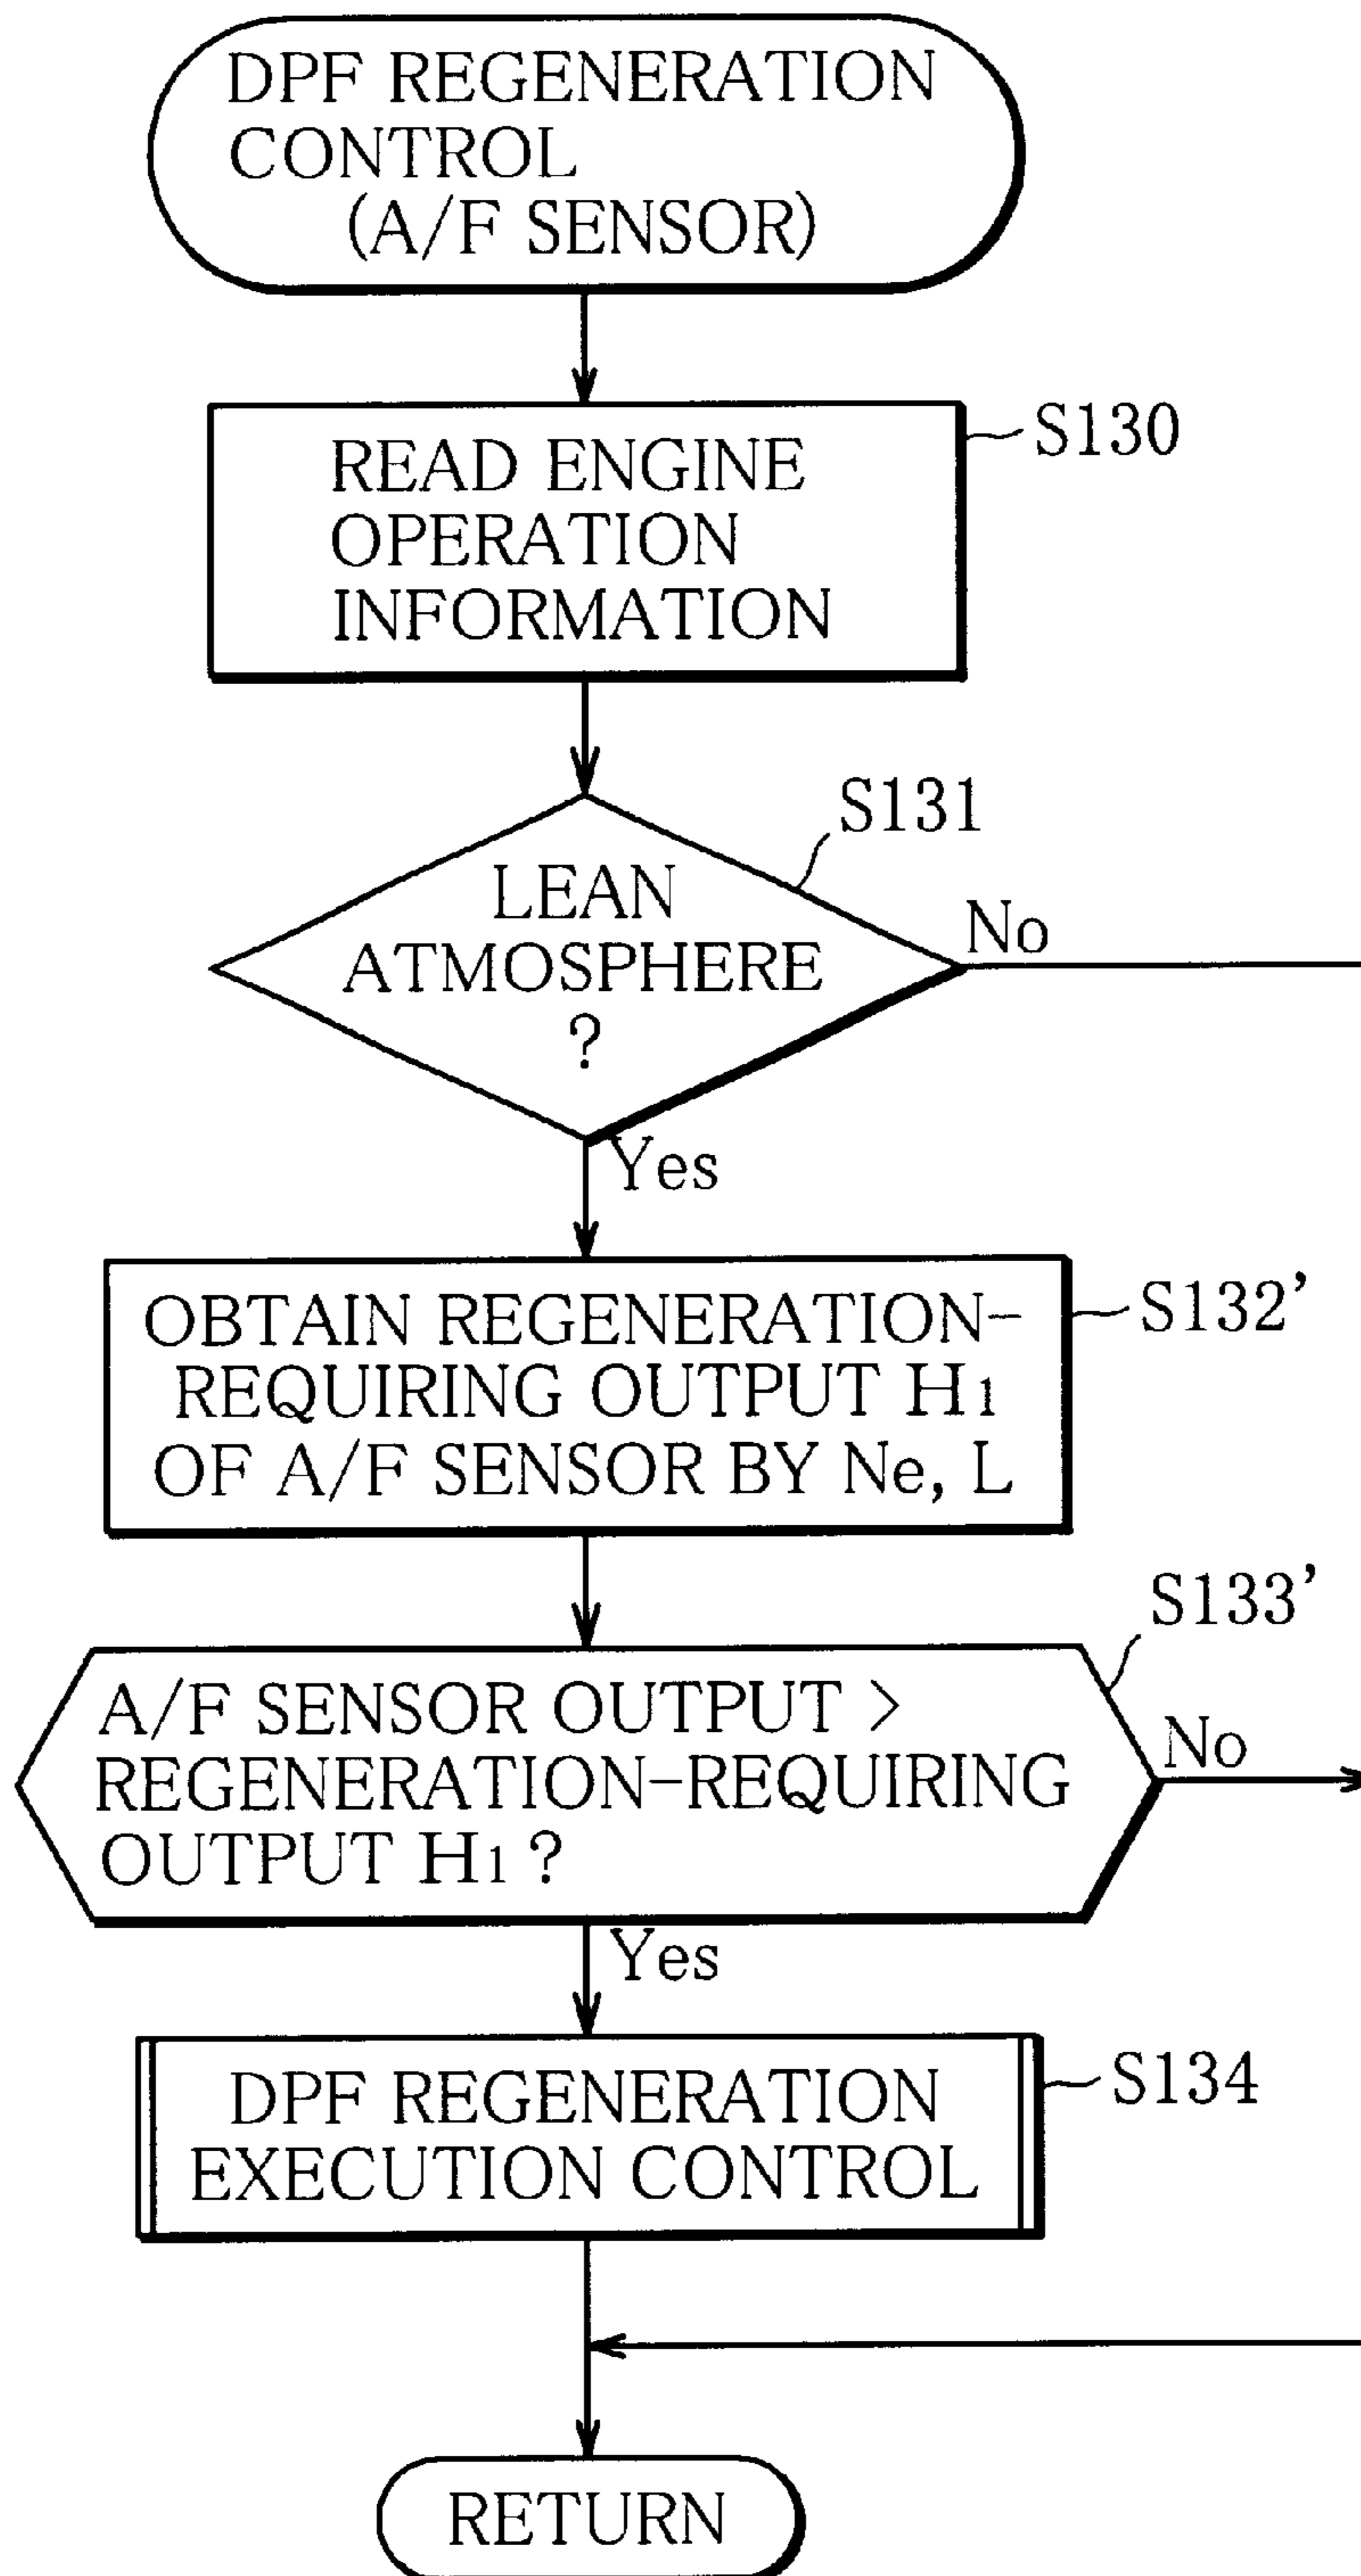 DPF REGENERATION
CONTROL
(A/F SENSOR)
READ ENGINE
OPERATION
INFORMATION
S130
LEAN
ATMOSPHERE
?
S131
No
Yes
OBTAIN REGENERATION-
REQUIRING OUTPUT H1
OF A/F SENSOR BY Ne, L
S132'
A/F SENSOR OUTPUT >
REGENERATION-REQUIRING
OUTPUT H1 ?
S133'
No
Yes
DPF REGENERATION
EXECUTION CONTROL
S134
RETURN